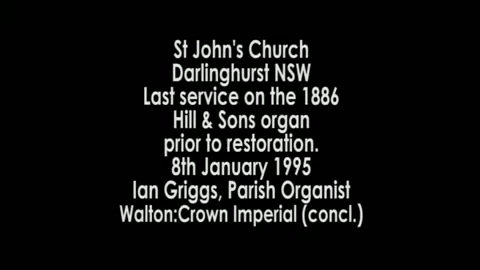 St John's Church
Darlinghurst NSW
Last service on the 1886
Hill & Sons organ
prior to restoration.
8th January 1995
Ian Griggs, Parish Organist
Walton:Crown Imperial (concl.)